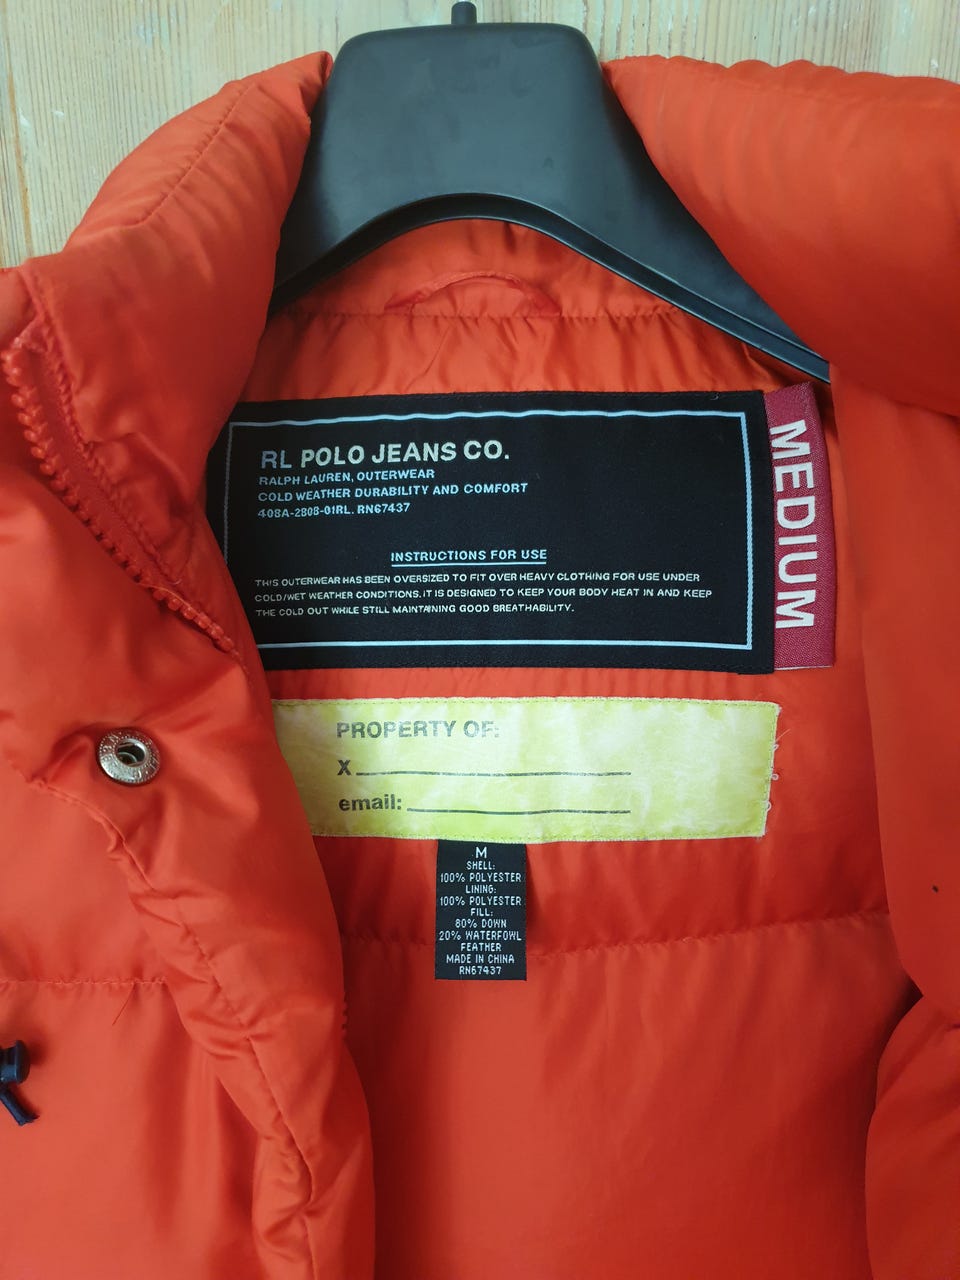 RL POLO JEANS CO.
RALPH LAUREN, OUTERWEAR
COLD WEATHER DURABILITY AND COMFORT
408A-2808-01RL. RN67437
INSTRUCTIONS FOR USE
THIS OUTERWEAR HAS BEEN OVERSIZED TO FIT OVER HEAVY CLOTHING FOR USE UNDER
COLD/WET WEATHER CONDITIONS. IT IS DESIGNED TO KEEP YOUR BODY HEAT IN AND KEEP
THE COLD OUT WHILE STILL MAINTAINING GOOD BREATHABILITY.
MEDIUM
PROPERTY OF:
X
email:
M
SHELL:
100% POLYESTER
LINING:
100% POLYESTER
FILL:
80% DOWN
20% WATERFOWL
FEATHER
MADE IN CHINA
RN67437